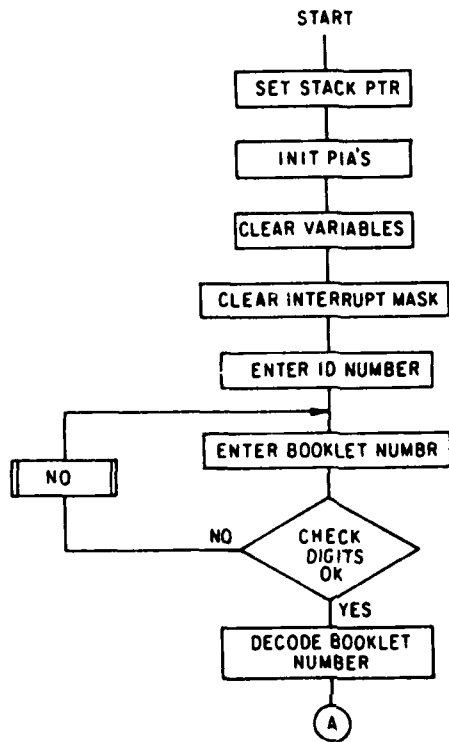 START
SET STACK PTR
INIT PIA'S
CLEAR VARIABLES
CLEAR INTERRUPT MASK
ENTER ID NUMBER
ENTER BOOKLET NUMBR
NO
NO
CHECK
DIGITS
OK
YES
DECODE BOOKLET
NUMBER
A